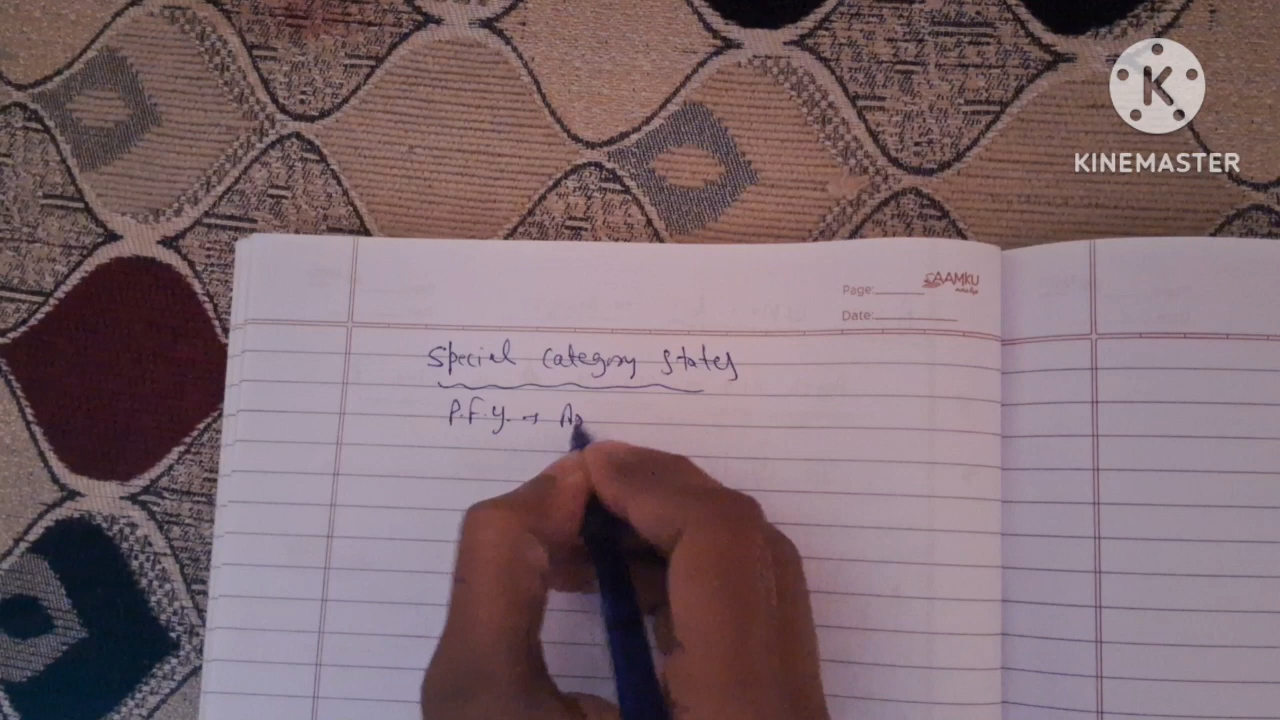 KINEMASTER
AAMKU
Page:
Date:
Special Category States
P.F.Y. →